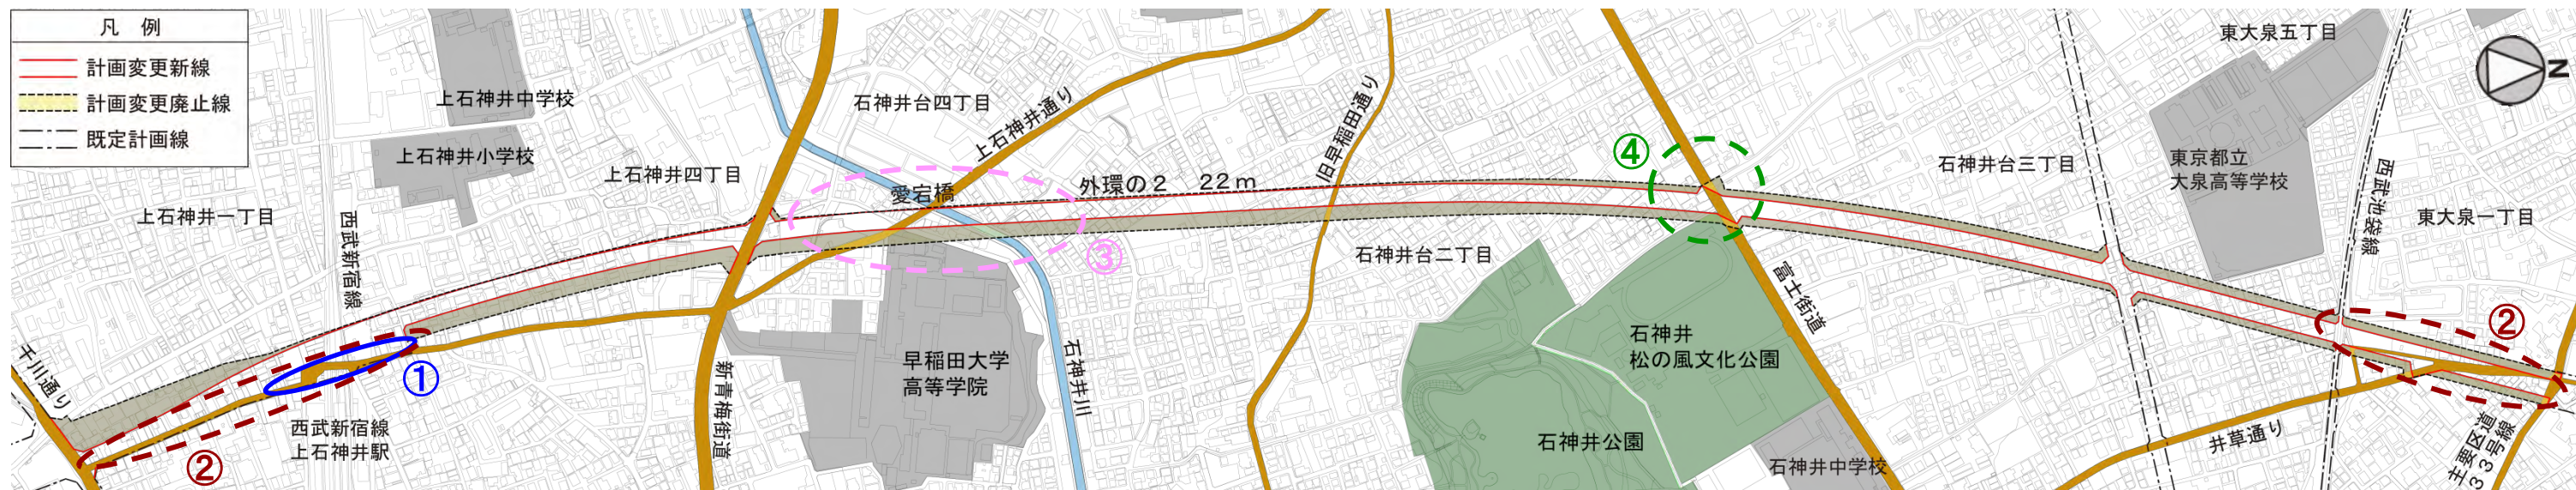 凡　例
計画変更新線
計画変更廃止線
既定計画線
上石神井中学校
上石神井小学校
上石神井四丁目
上石神井一丁目
西武新宿線
千川通り
①
②
西武新宿線
上石神井駅
新青梅街道
石神井台四丁目
上石神井通り
愛宕橋
外環の２　22ｍ
③
早稲田大学
高等学院
石神井川
旧早稲田通り
石神井台二丁目
④
富士街道
石神井
松の風文化公園
石神井公園
石神井中学校
石神井台三丁目
東大泉五丁目
東京都立
大泉高等学校
西武池袋線
東大泉一丁目
②
井草通り
主要区道
３３号線
N